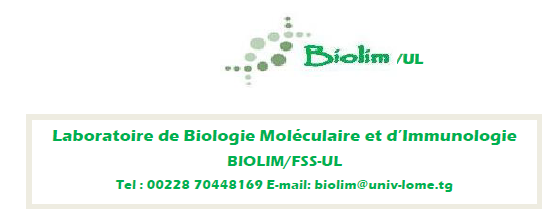 Biolim /UL
Laboratoire de Biologie Moléculaire et d’Immunologie
BIOLIM/FSS-UL
Tel : 00228 70448169 E-mail: biolim@univ-lome.tg